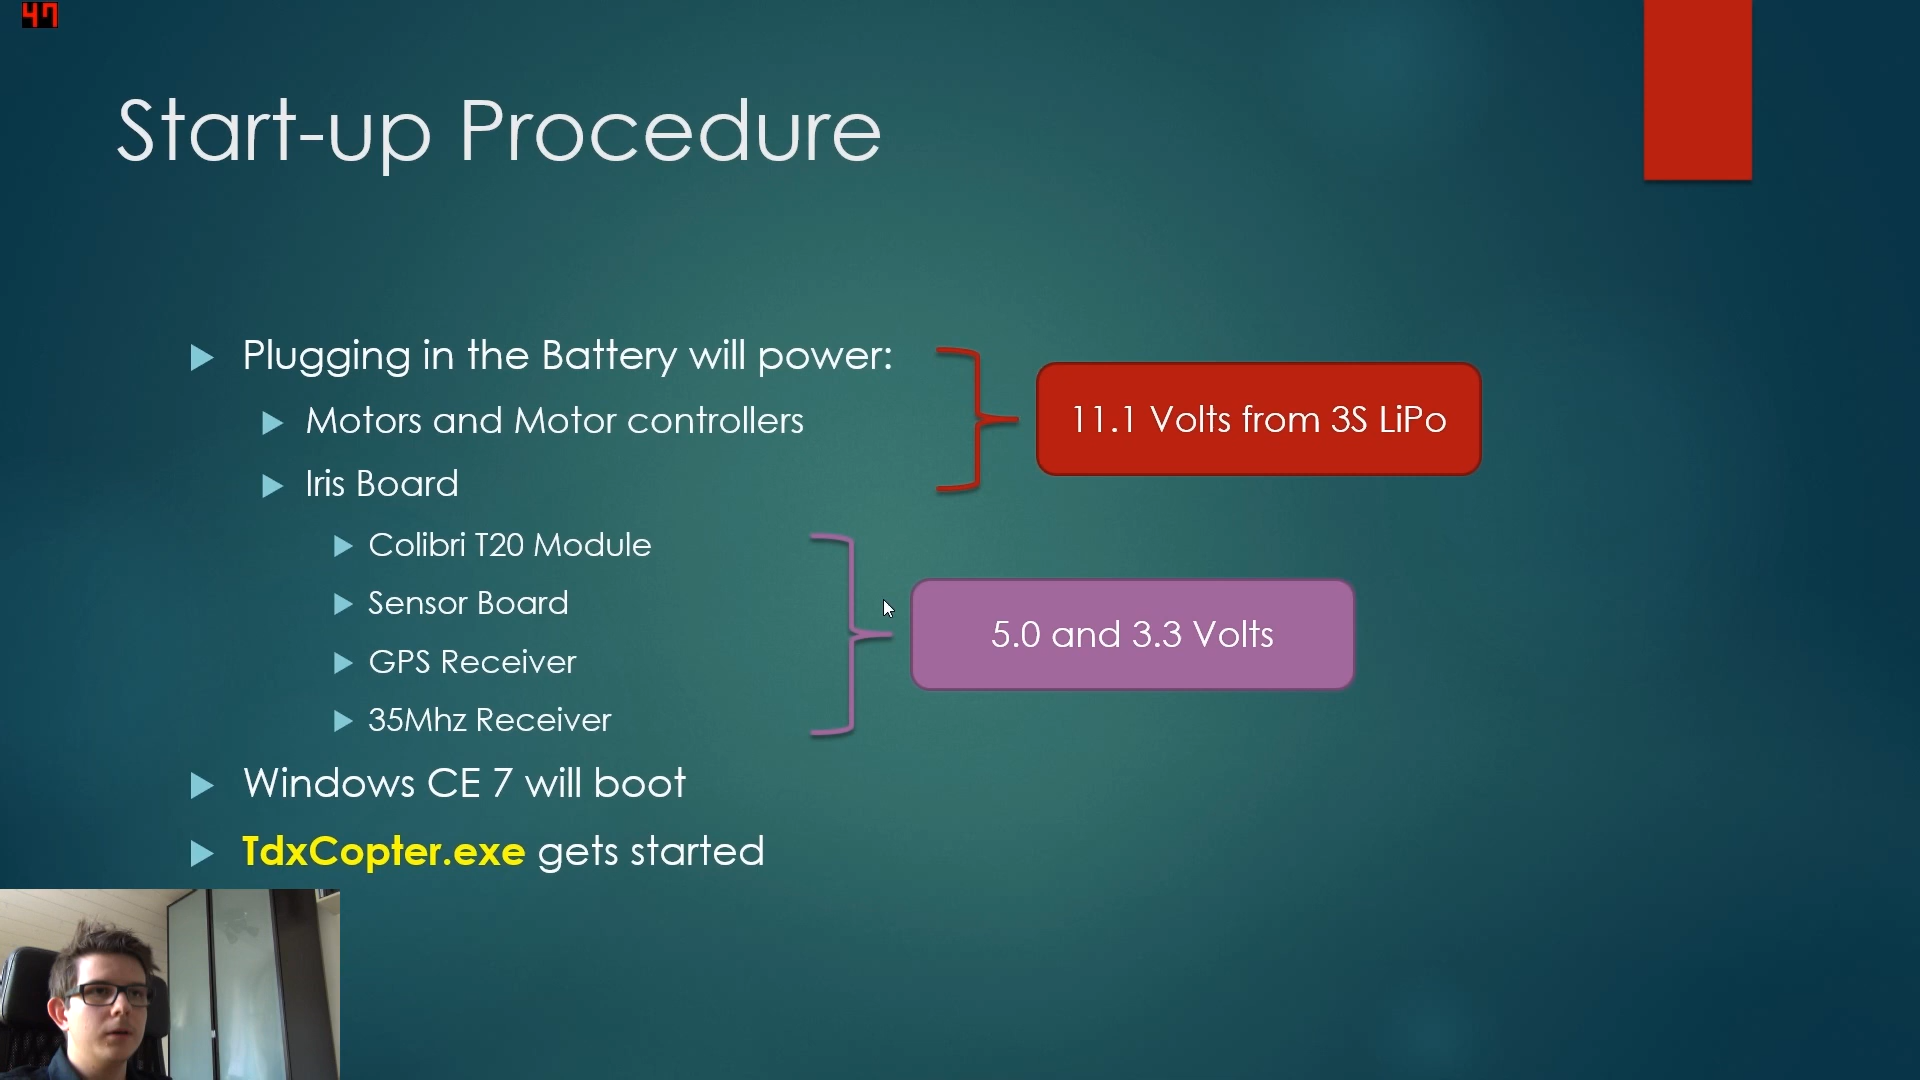 47
Start-up Procedure
Plugging in the Battery will power:
Motors and Motor controllers
11.1 Volts from 3S LiPo
Iris Board
Colibri T20 Module
Sensor Board
5.0 and 3.3 Volts
GPS Receiver
35Mhz Receiver
Windows CE 7 will boot
TdxCopter.exe gets started